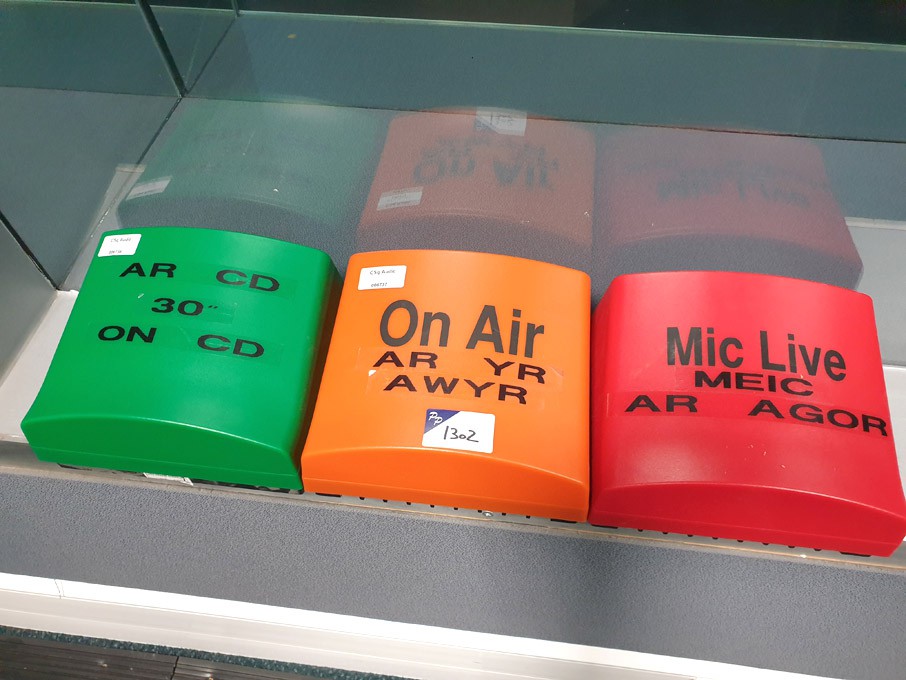 AR CD
30"
ON CD
On Air
AR YR
AWYR
1302
Mic Live
MEIC
AR AGOR